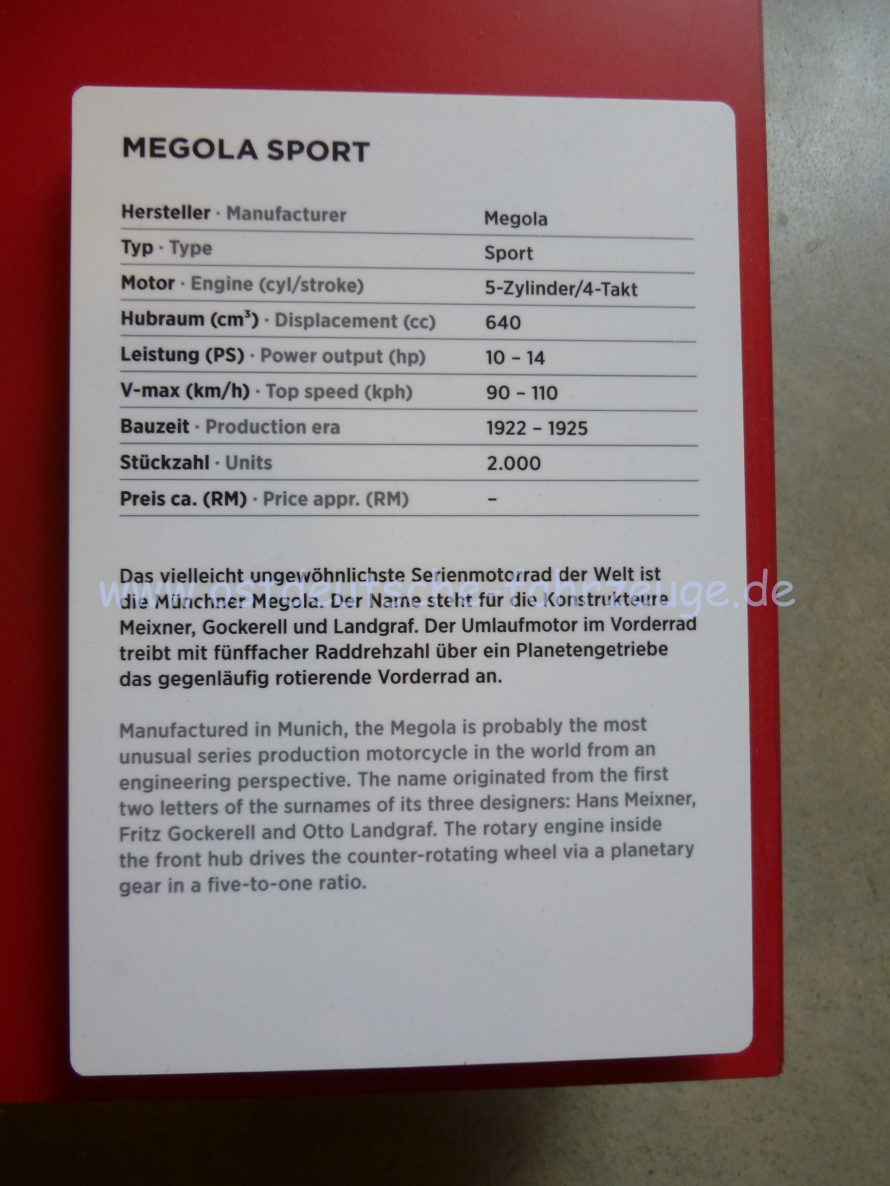 MEGOLA SPORT
Hersteller · Manufacturer Megola
Typ · Type Sport
Motor · Engine (cyl/stroke) 5-Zylinder/4-Takt
Hubraum (cm³) · Displacement (cc) 640
Leistung (PS) · Power output (hp) 10 – 14
V-max (km/h) · Top speed (kph) 90 – 110
Bauzeit · Production era 1922 – 1925
Stückzahl · Units 2.000
Preis ca. (RM) · Price appr. (RM) –
Das vielleicht ungewöhnlichste Serienmotorrad der Welt ist
www.ostdeutsche-fahrzeuge.de
die Münchner Megola. Der Name steht für die Konstrukteure
Meixner, Gockerell und Landgraf. Der Umlaufmotor im Vorderrad
treibt mit fünffacher Raddrehzahl über ein Planetengetriebe
das gegenläufig rotierende Vorderrad an.
Manufactured in Munich, the Megola is probably the most
unusual series production motorcycle in the world from an
engineering perspective. The name originated from the first
two letters of the surnames of its three designers: Hans Meixner,
Fritz Gockerell and Otto Landgraf. The rotary engine inside
the front hub drives the counter-rotating wheel via a planetary
gear in a five-to-one ratio.